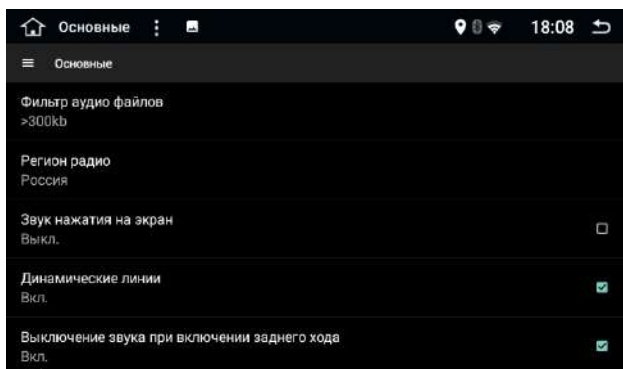 Основные 18:08
Основные
Фильтр аудио файлов
>300kb
Регион радио
Россия
Звук нажатия на экран
Выкл.
Динамические линии
Вкл.
Выключение звука при включении заднего хода
Вкл.